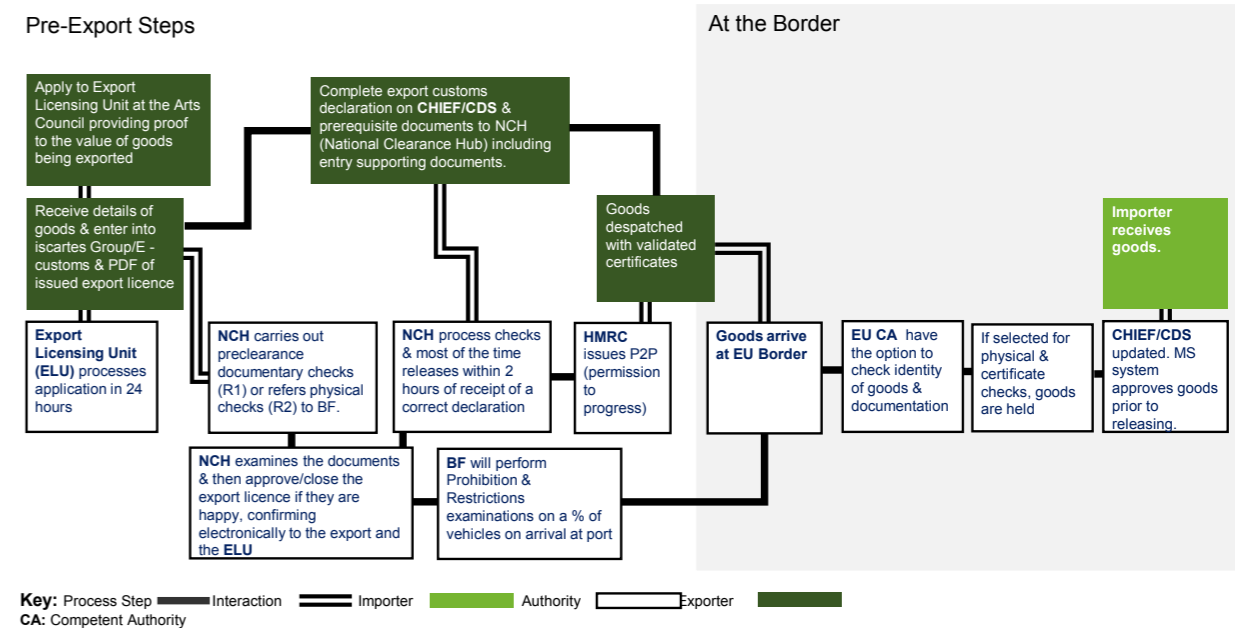 Pre-Export Steps
At the Border
Apply to Export
Licensing Unit at the Arts
Council providing proof
to the value of goods
being exported
Complete export customs
declaration on CHIEF/CDS &
prerequisite documents to NCH
(National Clearance Hub) including
entry supporting documents.
Receive details of
goods & enter into
iscartes Group/E -
customs & PDF of
issued export licence
Goods
despatched
with validated
certificates
Importer
receives
goods.
Export
Licensing Unit
(ELU) processes
application in 24
hours
NCH carries out
preclearance
documentary checks
(R1) or refers physical
checks (R2) to BF.
NCH process checks
& most of the time
releases within 2
hours of receipt of a
correct declaration
HMRC
issues P2P
(permission
to
progress)
Goods arrive
at EU Border
EU CA have
the option to
check identity
of goods &
documentation
If selected for
physical &
certificate
checks, goods
are held
CHIEF/CDS
updated. MS
system
approves goods
prior to
releasing.
NCH examines the documents
& then approve/close the
export licence if they are
happy, confirming
electronically to the export and
the ELU
BF will perform
Prohibition &
Restrictions
examinations on a % of
vehicles on arrival at port
Key: Process Step Interaction Importer Authority Exporter
CA: Competent Authority